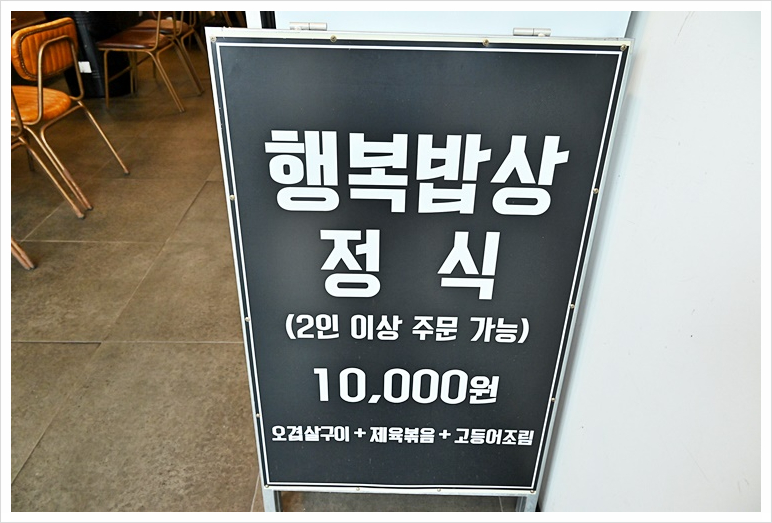 행복밥상
정식
(2인 이상 주문 가능)
10,000원
오겹살구이+제육볶음+고등어조림